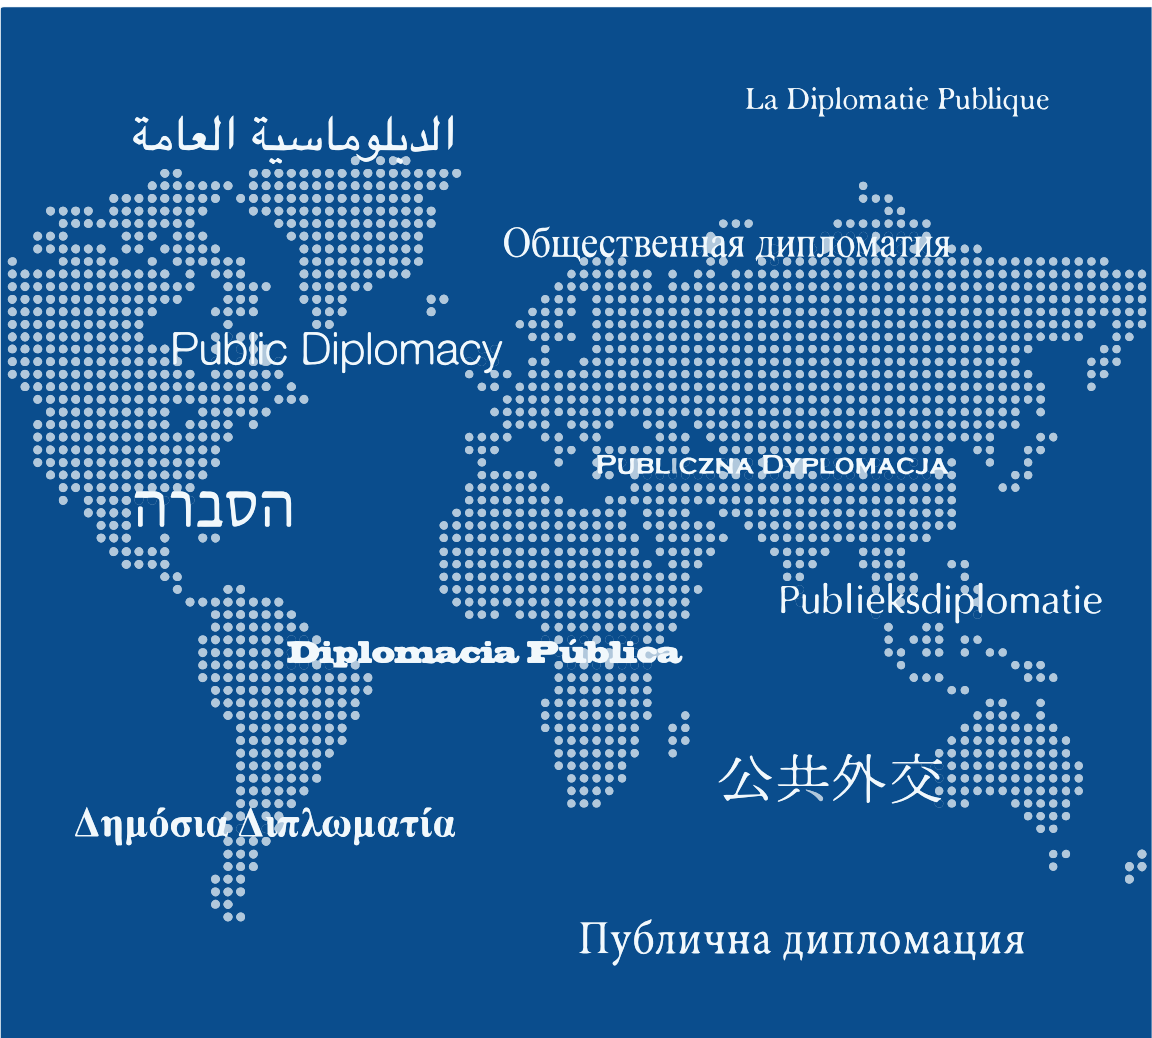 La Diplomatie Publique
الديلوماسية العامة
Общественная дипломатия
Public Diplomacy
PUBLICZNA DYPLOMACJA
הסברה
Publieksdiplomatie
Diplomacia Pública
公共外交
Δημόσια Διπλωματία
Публична дипломация